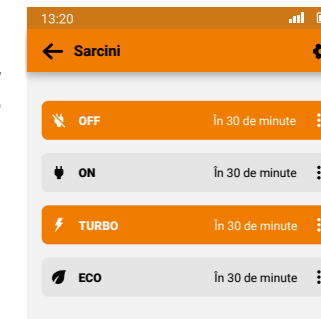 13:20
Sarcini
OFF În 30 de minute
ON În 30 de minute
TURBO În 30 de minute
ECO În 30 de minute